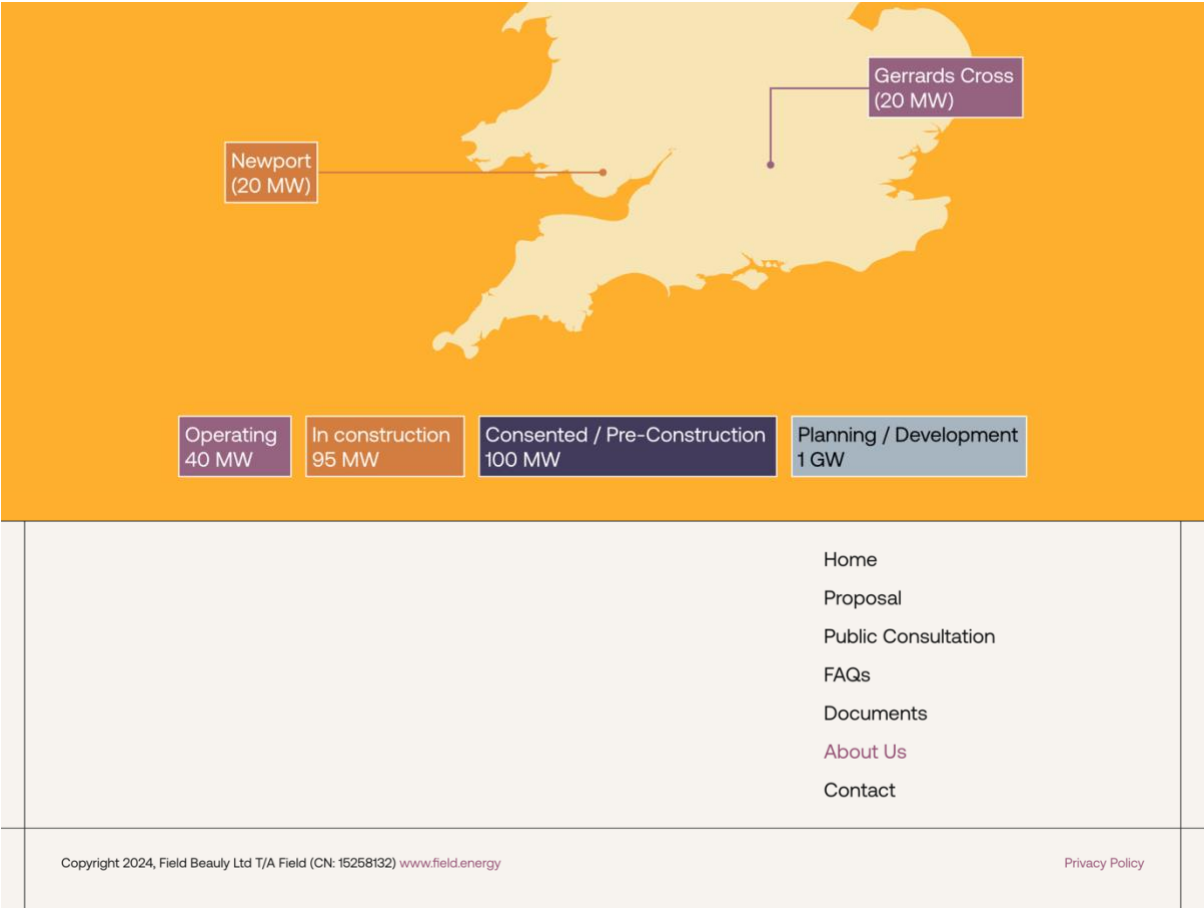 Gerrards Cross
(20 MW)
Newport
(20 MW)
Operating
40 MW
In construction
95 MW
Consented / Pre-Construction
100 MW
Planning / Development
1 GW
Home
Proposal
Public Consultation
FAQs
Documents
About Us
Contact
Copyright 2024, Field Beauly Ltd T/A Field (CN: 15258132) www.field.energy
Privacy Policy